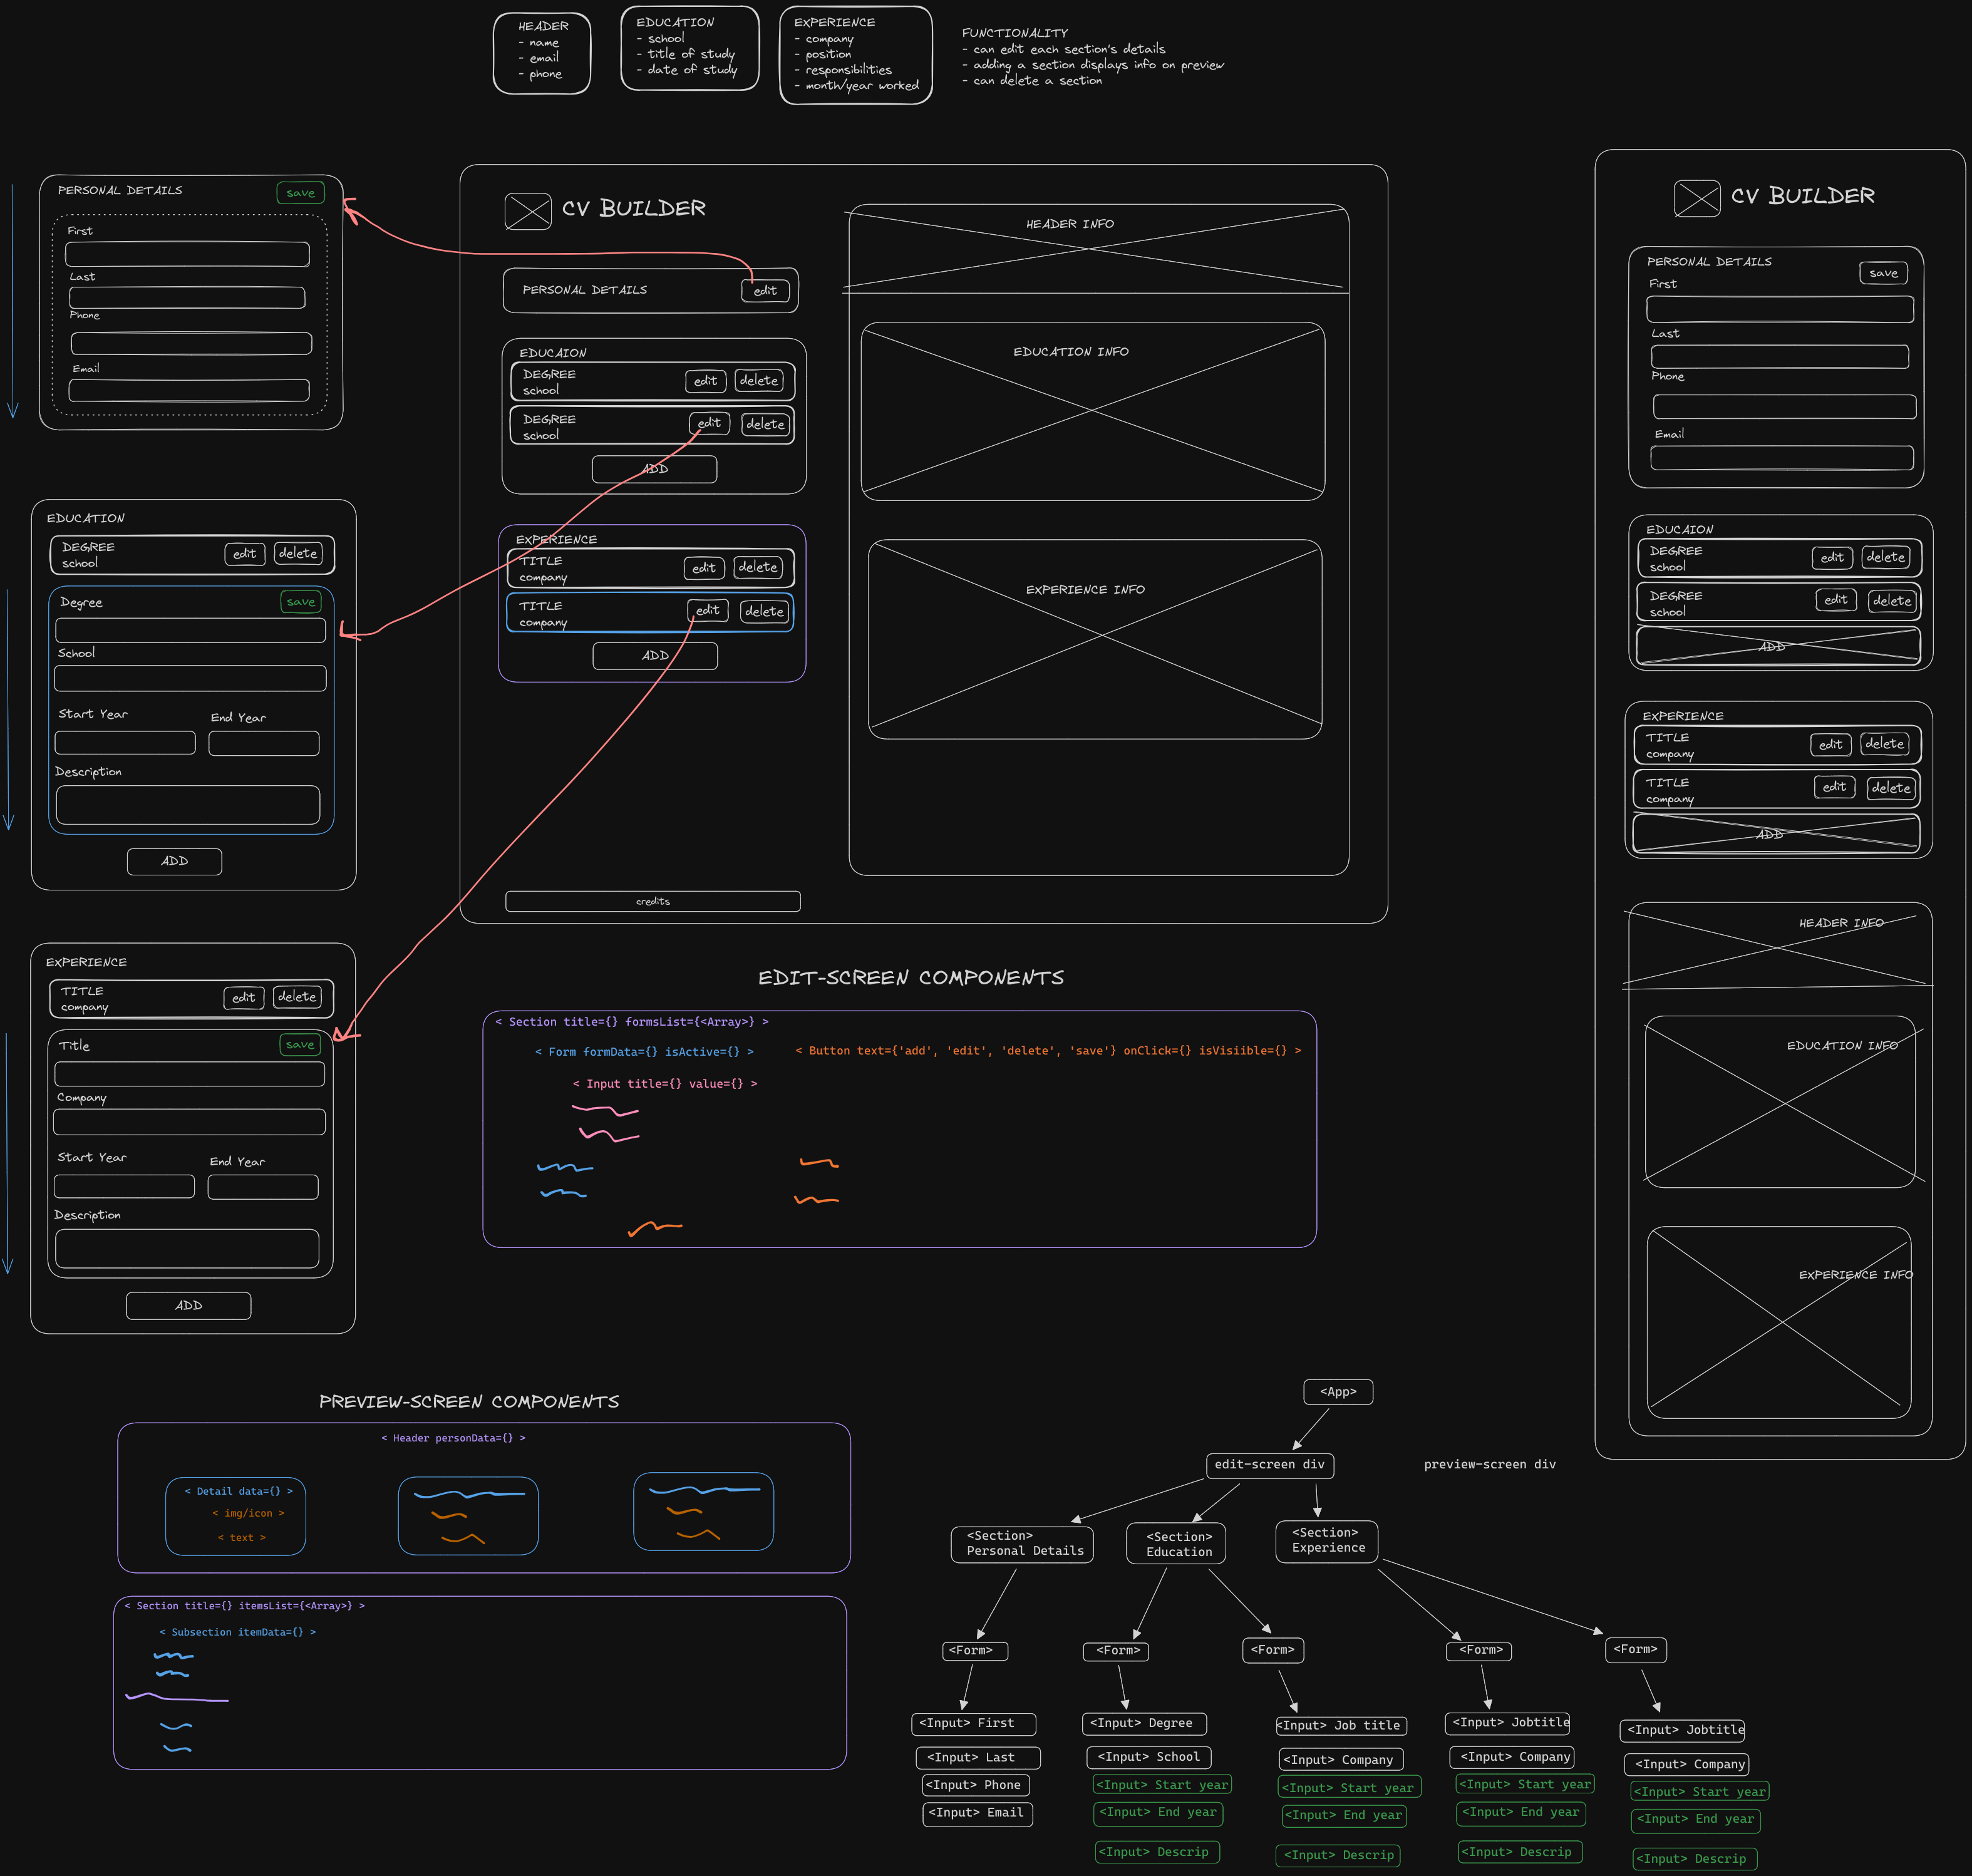 HEADER
- name
- email
- phone
EDUCATION
- school
- title of study
- date of study
EXPERIENCE
- company
- position
- responsibilities
- month/year worked
FUNCTIONALITY
- can edit each section's details
- adding a section displays info on preview
- can delete a section
PERSONAL DETAILS
save
First
Last
Phone
Email
EDUCATION
DEGREE
school
edit
delete
Degree
save
School
Start Year
End Year
Description
ADD
EXPERIENCE
TITLE
company
edit
delete
Title
save
Company
Start Year
End Year
Description
ADD
CV BUILDER
PERSONAL DETAILS
edit
EDUCAION
DEGREE
school
edit
delete
DEGREE
school
edit
delete
ADD
EXPERIENCE
TITLE
company
edit
delete
TITLE
company
edit
delete
ADD
credits
HEADER INFO
EDUCATION INFO
EXPERIENCE INFO
CV BUILDER
PERSONAL DETAILS
save
First
Last
Phone
Email
EDUCAION
DEGREE
school
edit
delete
DEGREE
school
edit
delete
ADD
EXPERIENCE
TITLE
company
edit
delete
TITLE
company
edit
delete
ADD
HEADER INFO
EDUCATION INFO
EXPERIENCE INFO
EDIT-SCREEN COMPONENTS
< Section title={} formsList={<Array>} >
< Form formData={} isActive={} >
< Button text={'add', 'edit', 'delete', 'save'} onClick={} isVisiible={} >
< Input title={} value={} >
PREVIEW-SCREEN COMPONENTS
< Header personData={} >
< Detail data={} >
< img/icon >
< text >
< Section title={} itemsList={<Array>} >
< Subsection itemData={} >
<App>
edit-screen div
preview-screen div
<Section>
Personal Details
<Section>
Education
<Section>
Experience
<Form>
<Form>
<Form>
<Form>
<Form>
<Input> First
<Input> Last
<Input> Phone
<Input> Email
<Input> Degree
<Input> School
<Input> Start year
<Input> End year
<Input> Descrip
<Input> Job title
<Input> Company
<Input> Start year
<Input> End year
<Input> Descrip
<Input> Jobtitle
<Input> Company
<Input> Start year
<Input> End year
<Input> Descrip
<Input> Jobtitle
<Input> Company
<Input> Start year
<Input> End year
<Input> Descrip